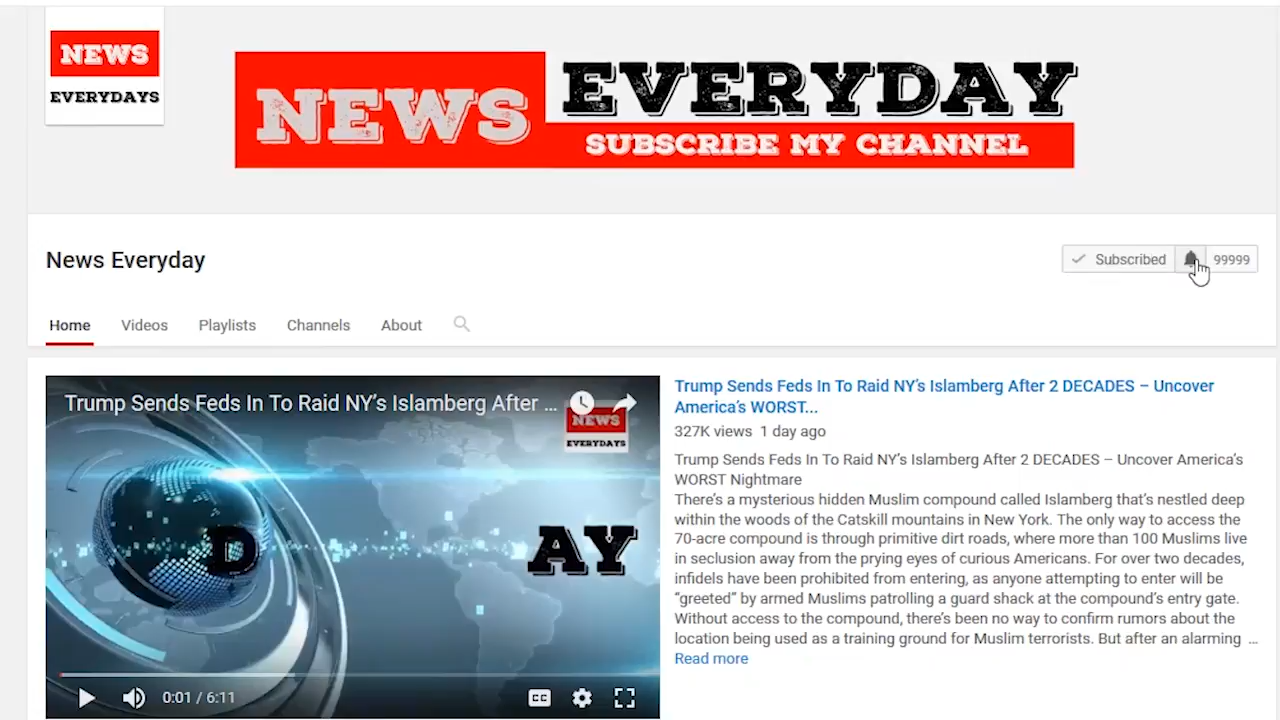 NEWS
EVERYDAYS
NEWS
EVERYDAY
SUBSCRIBE MY CHANNEL
News Everyday
Subscribed
99999
Home
Videos
Playlists
Channels
About
Trump Sends Feds In To Raid NY’s Islamberg After ...
NEWS
EVERYDAYS
D
AY
0:01 / 6:11
CC
Trump Sends Feds In To Raid NY’s Islamberg After 2 DECADES – Uncover
America’s WORST...
327K views 1 day ago
Trump Sends Feds In To Raid NY’s Islamberg After 2 DECADES – Uncover America’s
WORST Nightmare
There’s a mysterious hidden Muslim compound called Islamberg that’s nestled deep
within the woods of the Catskill mountains in New York. The only way to access the
70-acre compound is through primitive dirt roads, where more than 100 Muslims live
in seclusion away from the prying eyes of curious Americans. For over two decades,
infidels have been prohibited from entering, as anyone attempting to enter will be
“greeted” by armed Muslims patrolling a guard shack at the compound’s entry gate.
Without access to the compound, there’s been no way to confirm rumors about the
location being used as a training ground for Muslim terrorists. But after an alarming ...
Read more